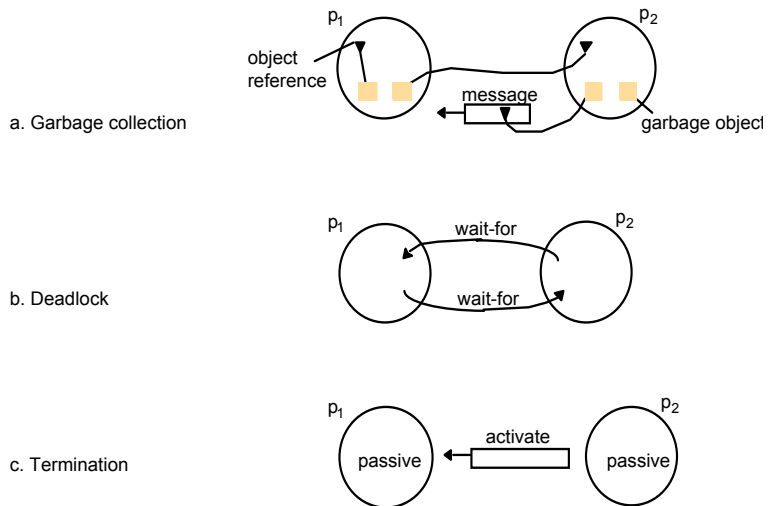 p1
p2
object
reference
message
a. Garbage collection
garbage object
p1
wait-for
p2
b. Deadlock
wait-for
p1
p2
activate
c. Termination
passive
passive